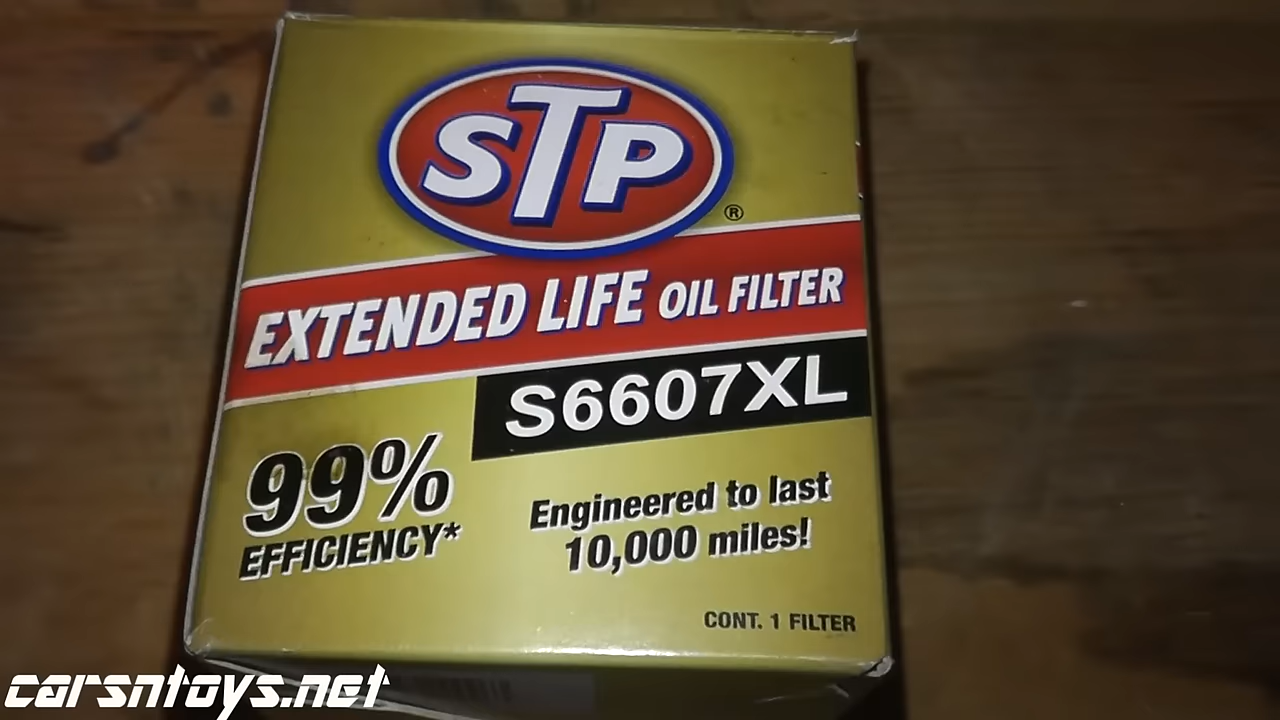 STP
®
EXTENDED LIFE OIL FILTER
S6607XL
99%
EFFICIENCY*
Engineered to last
10,000 miles!
CONT. 1 FILTER
carsntoys.net